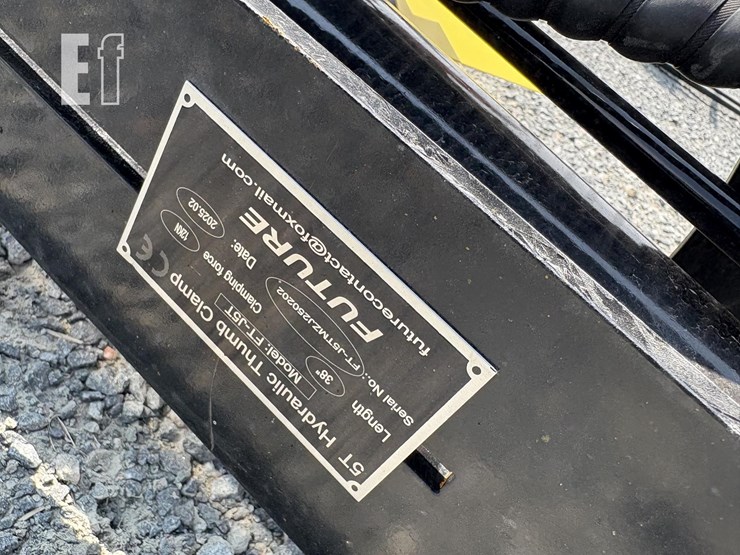 Ef
5T Hydraulic Thumb Clamp
Model: FT-J5T
Length 38" Clamping force 12KN
Serial No.: FT-J5TMZJ250202 Date: 2025.02
FUTURE
futurecontact@foxmail.com
CE